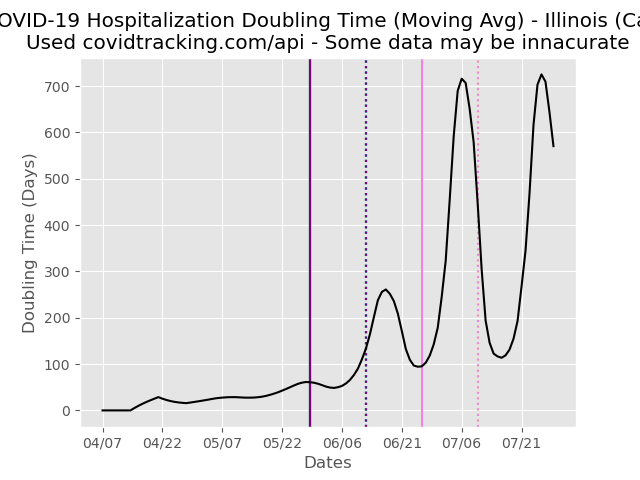 OVID-19 Hospitalization Doubling Time (Moving Avg) - Illinois (Ca
Used covidtracking.com/api - Some data may be innacurate
Doubling Time (Days)
700
600
500
400
300
200
100
0
04/07 04/22 05/07 05/22 06/06 06/21 07/06 07/21
Dates